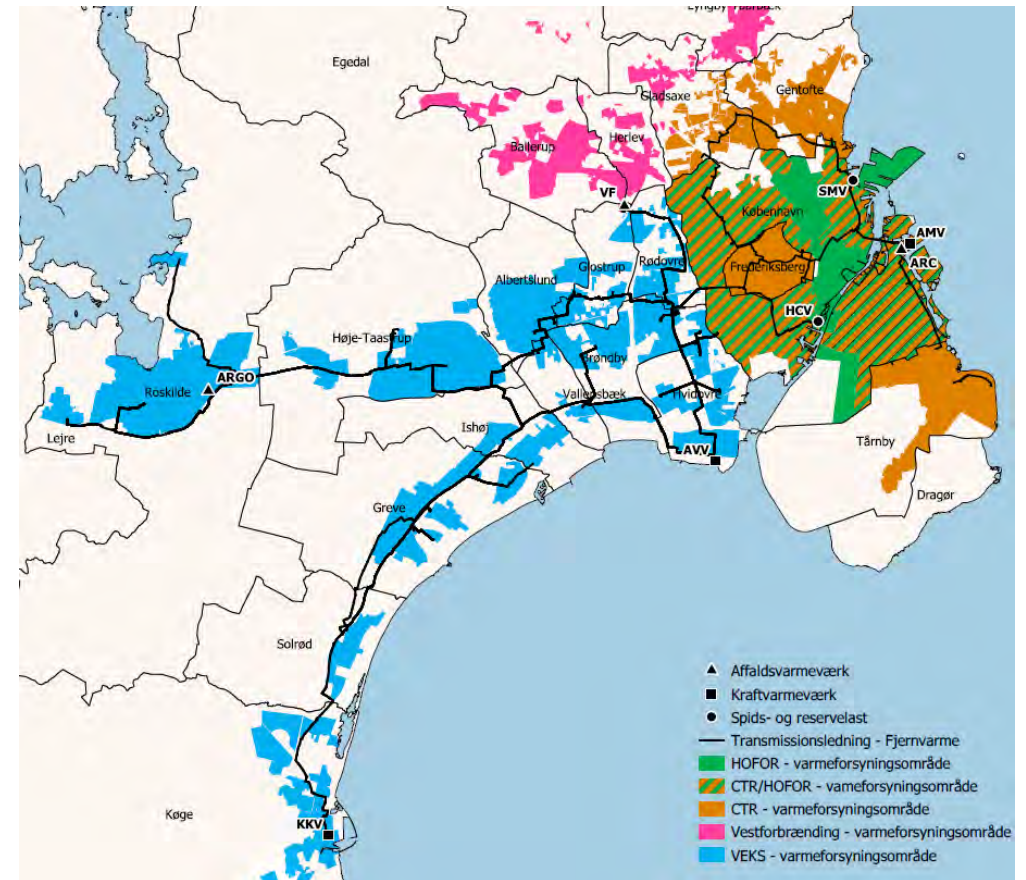 Lyngby-Taarbæk
Egedal
Gladsaxe
Gentofte
Ballerup
Herlev
VF
SMV
København
AMV
ARC
Frederiksberg
Glostrup
Rødovre
Albertslund
HCV
Høje-Taastrup
Brøndby
ARGO
Roskilde
Vallensbæk
Hvidovre
Lejre
Ishøj
AVV
Tårnby
Dragør
Greve
Solrød
Køge
KKV
Affaldsvarmeværk
Kraftvarmeværk
Spids- og reservelast
Transmissionsledning - Fjernvarme
HOFOR - varmeforsyningsområde
CTR/HOFOR - vameforsyningsområde
CTR - varmeforsyningsområde
Vestforbrænding - varmeforsyningsområde
VEKS - varmeforsyningsområde